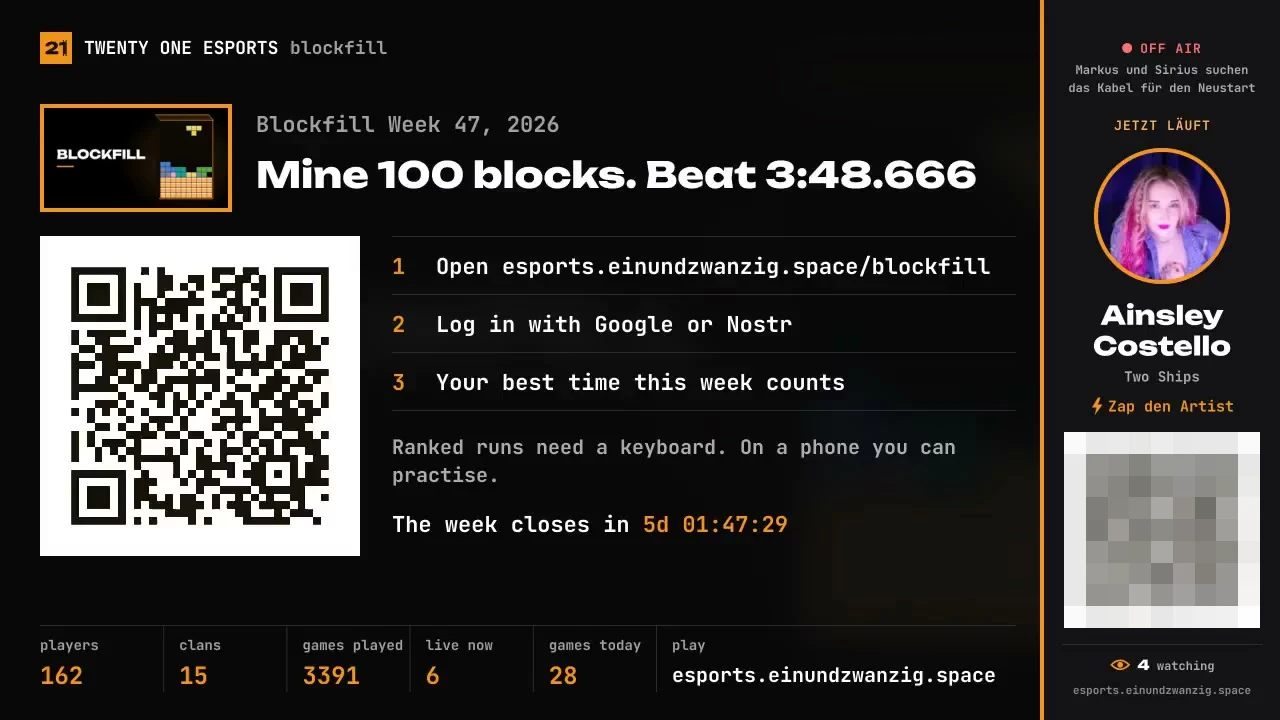 21 TWENTY ONE ESPORTS blockfill
BLOCKFILL
Blockfill Week 47, 2026
Mine 100 blocks. Beat 3:48.666
1 Open esports.einundzwanzig.space/blockfill
2 Log in with Google or Nostr
3 Your best time this week counts
Ranked runs need a keyboard. On a phone you can
practise.
The week closes in 5d 01:47:29
players clans games played live now games today play
162 15 3391 6 28 esports.einundzwanzig.space
OFF AIR
Markus und Sirius suchen
das Kabel für den Neustart
JETZT LÄUFT
Ainsley
Costello
Two Ships
Zap den Artist
4 watching
esports.einundzwanzig.space